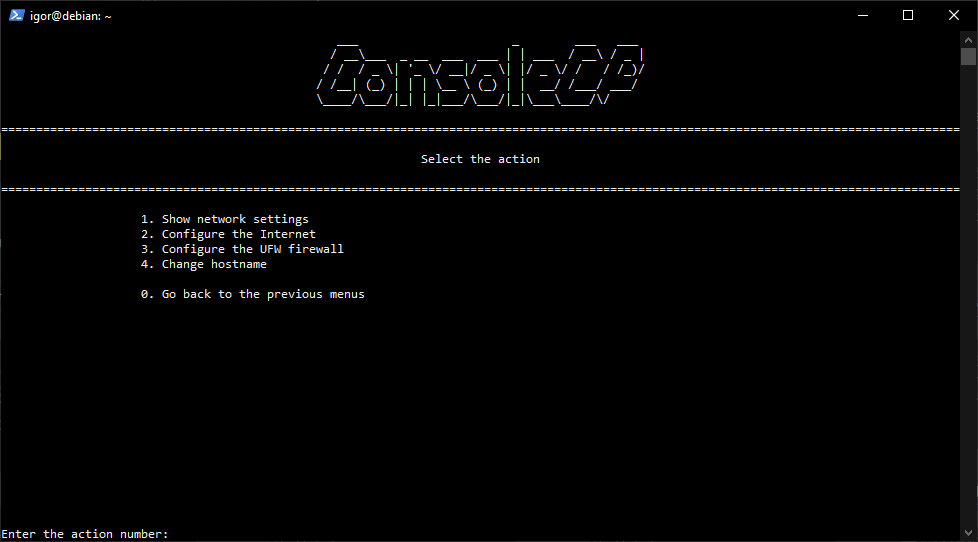 igor@debian: ~
ConsoleCP
Select the action
1. Show network settings
2. Configure the Internet
3. Configure the UFW firewall
4. Change hostname
0. Go back to the previous menus
Enter the action number: